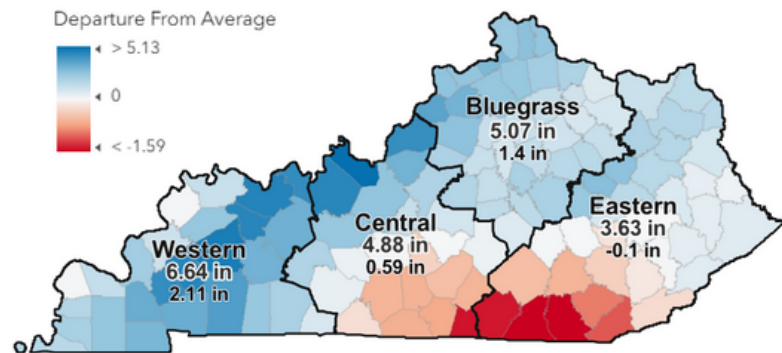 Departure From Average
> 5.13
0
< -1.59
Bluegrass
5.07 in
1.4 in
Western
6.64 in
2.11 in
Central
4.88 in
0.59 in
Eastern
3.63 in
-0.1 in